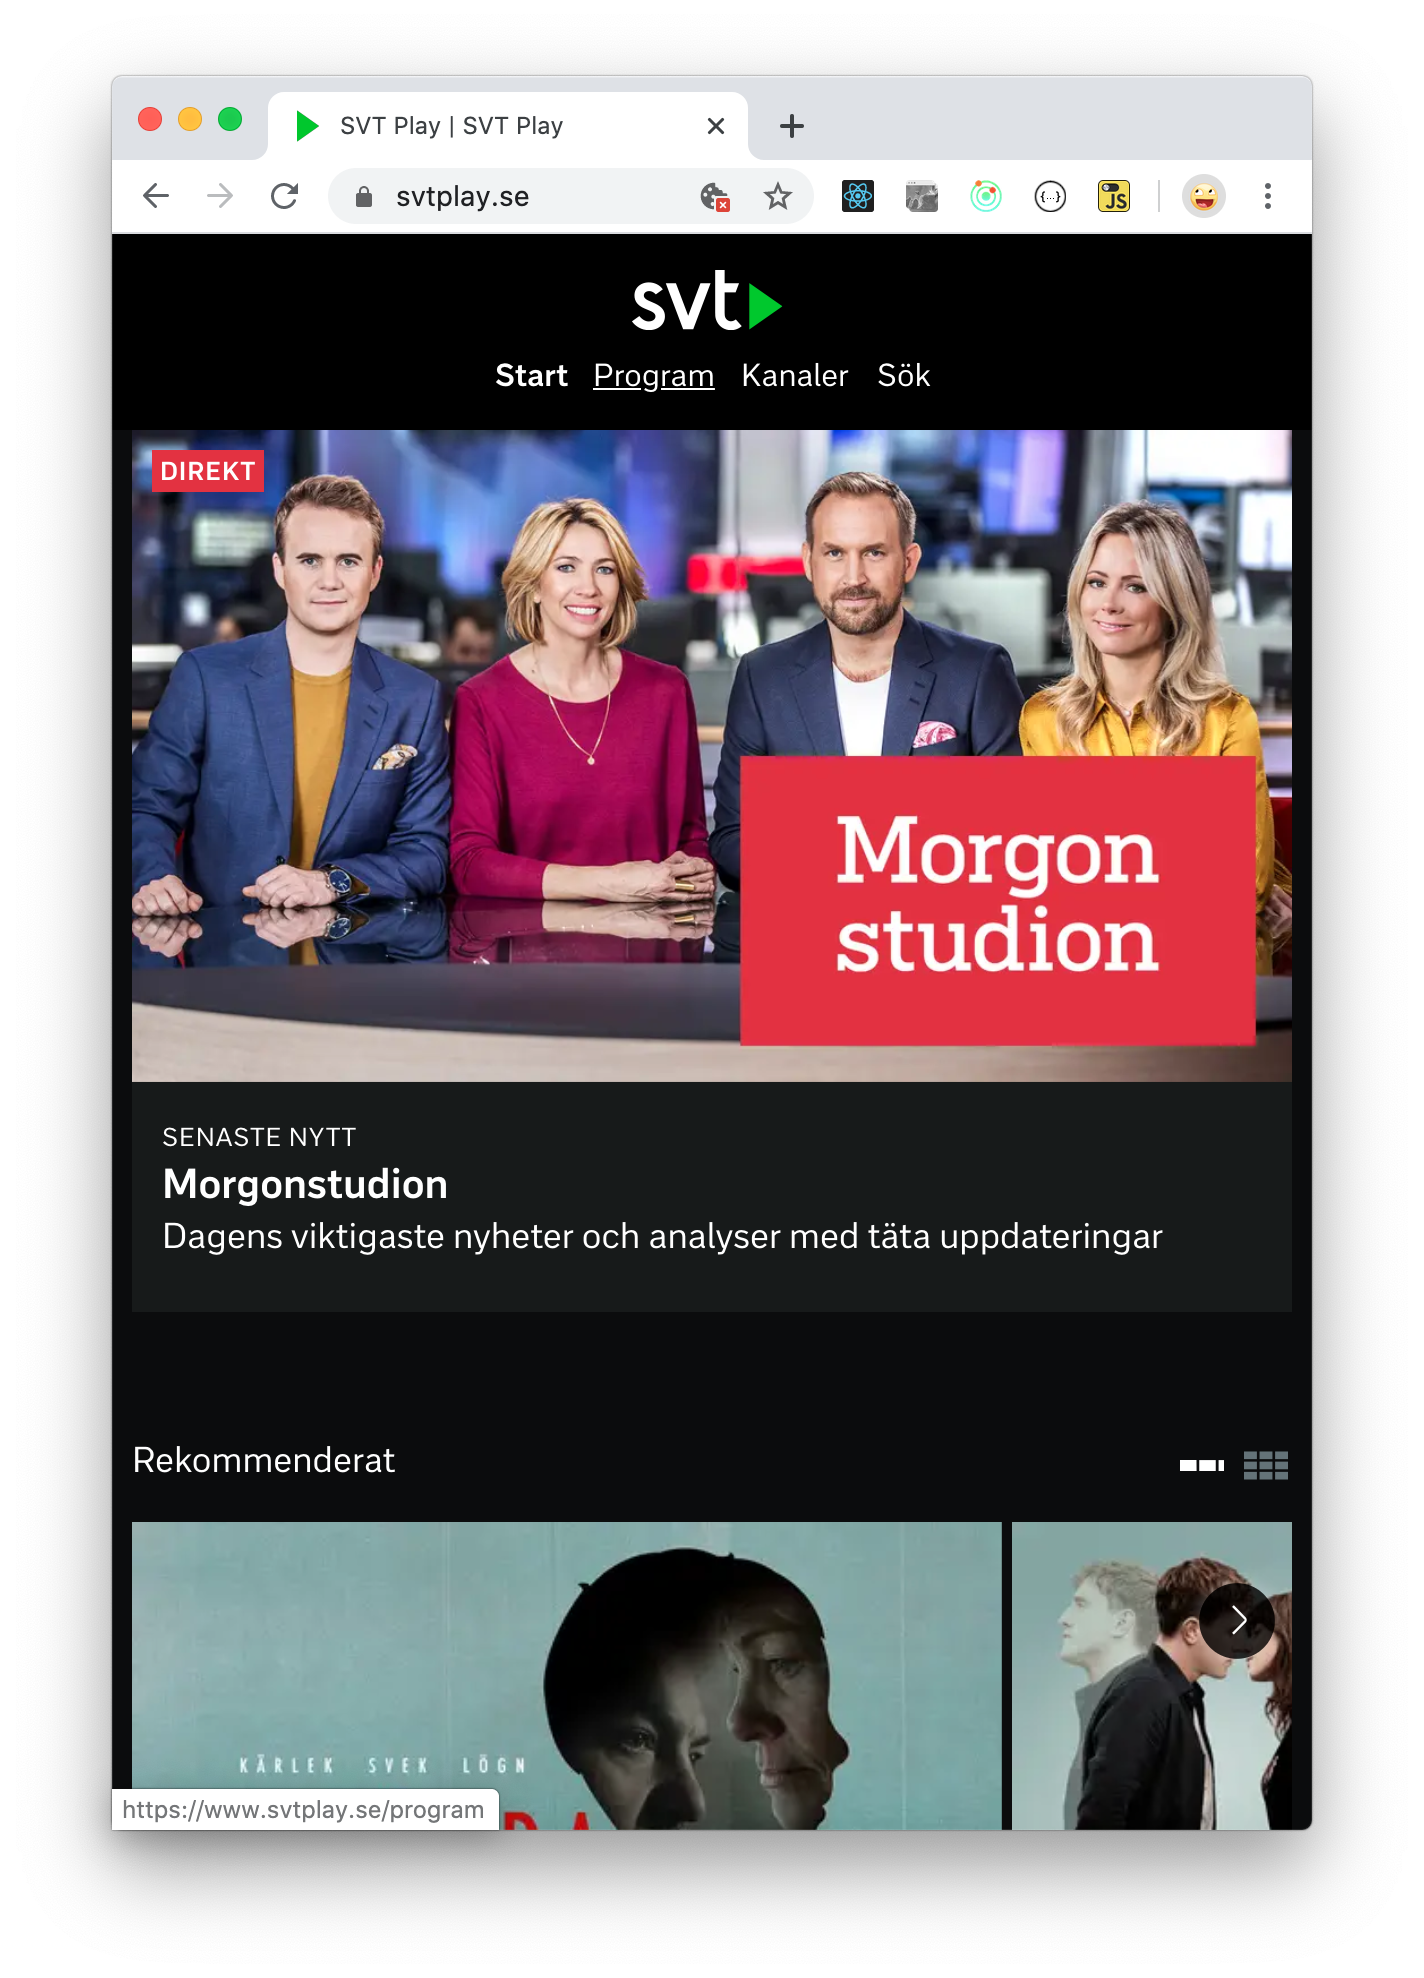 SVT Play | SVT Play
svtplay.se
{...}
JS
svt
Start Program Kanaler Sök
DIREKT
Morgon
studion
SENASTE NYTT
Morgonstudion
Dagens viktigaste nyheter och analyser med täta uppdateringar
Rekommenderat
KÄRLEK SVEK LÖGN
https://www.svtplay.se/program